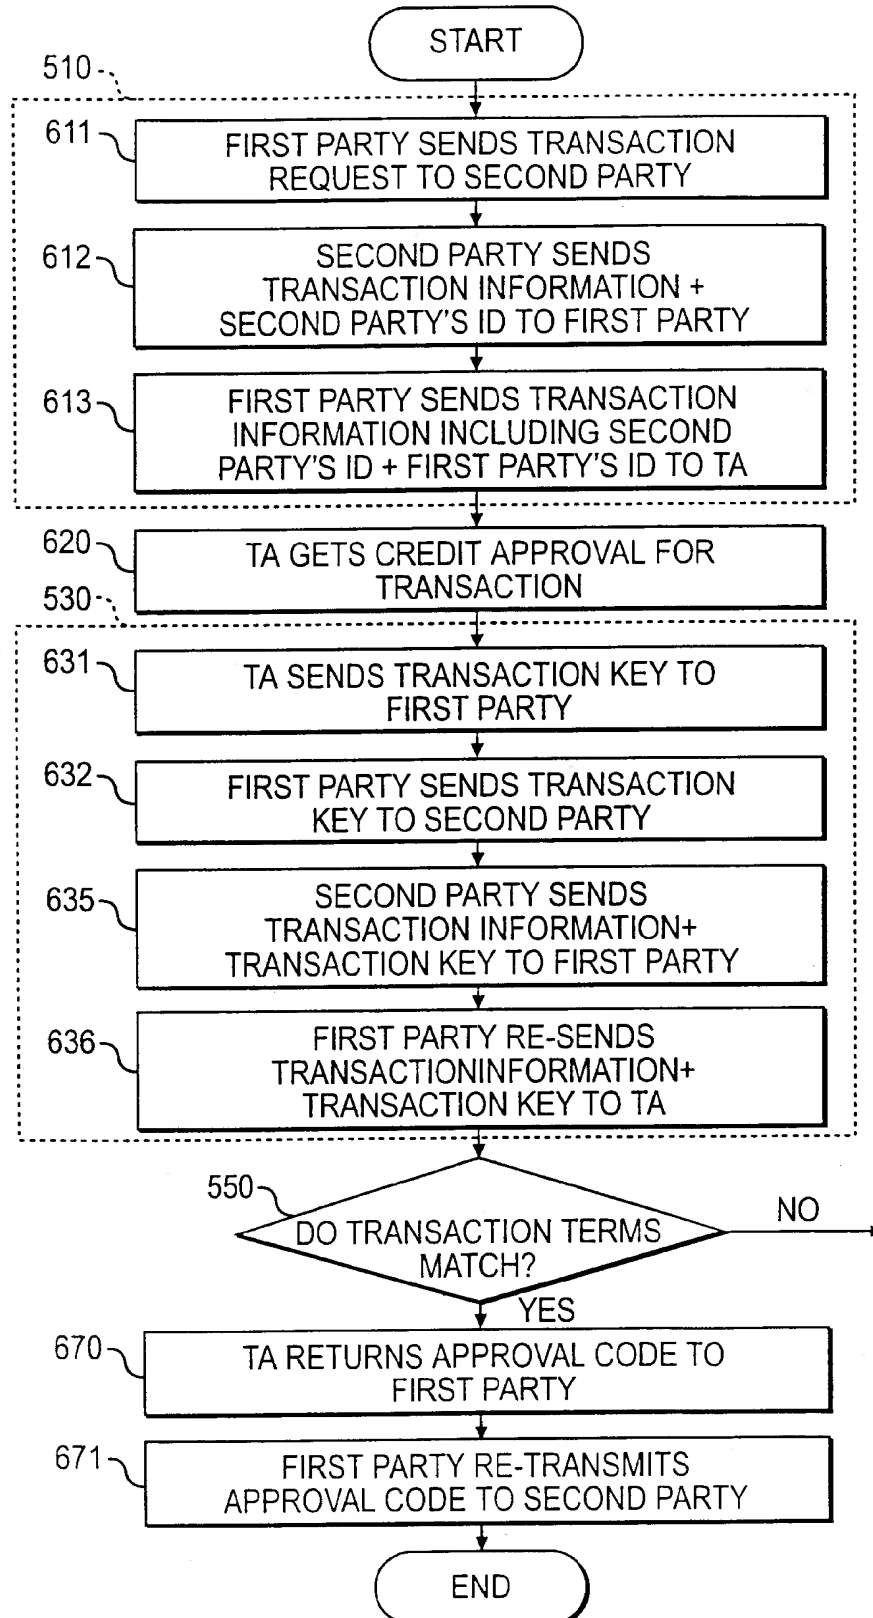 START
510
611
FIRST PARTY SENDS TRANSACTION
REQUEST TO SECOND PARTY
612
SECOND PARTY SENDS
TRANSACTION INFORMATION +
SECOND PARTY'S ID TO FIRST PARTY
613
FIRST PARTY SENDS TRANSACTION
INFORMATION INCLUDING SECOND
PARTY'S ID + FIRST PARTY'S ID TO TA
620
TA GETS CREDIT APPROVAL FOR
TRANSACTION
530
631
TA SENDS TRANSACTION KEY TO
FIRST PARTY
632
FIRST PARTY SENDS TRANSACTION
KEY TO SECOND PARTY
635
SECOND PARTY SENDS
TRANSACTION INFORMATION+
TRANSACTION KEY TO FIRST PARTY
636
FIRST PARTY RE-SENDS
TRANSACTIONINFORMATION+
TRANSACTION KEY TO TA
550
DO TRANSACTION TERMS
MATCH?
NO
YES
670
TA RETURNS APPROVAL CODE TO
FIRST PARTY
671
FIRST PARTY RE-TRANSMITS
APPROVAL CODE TO SECOND PARTY
END